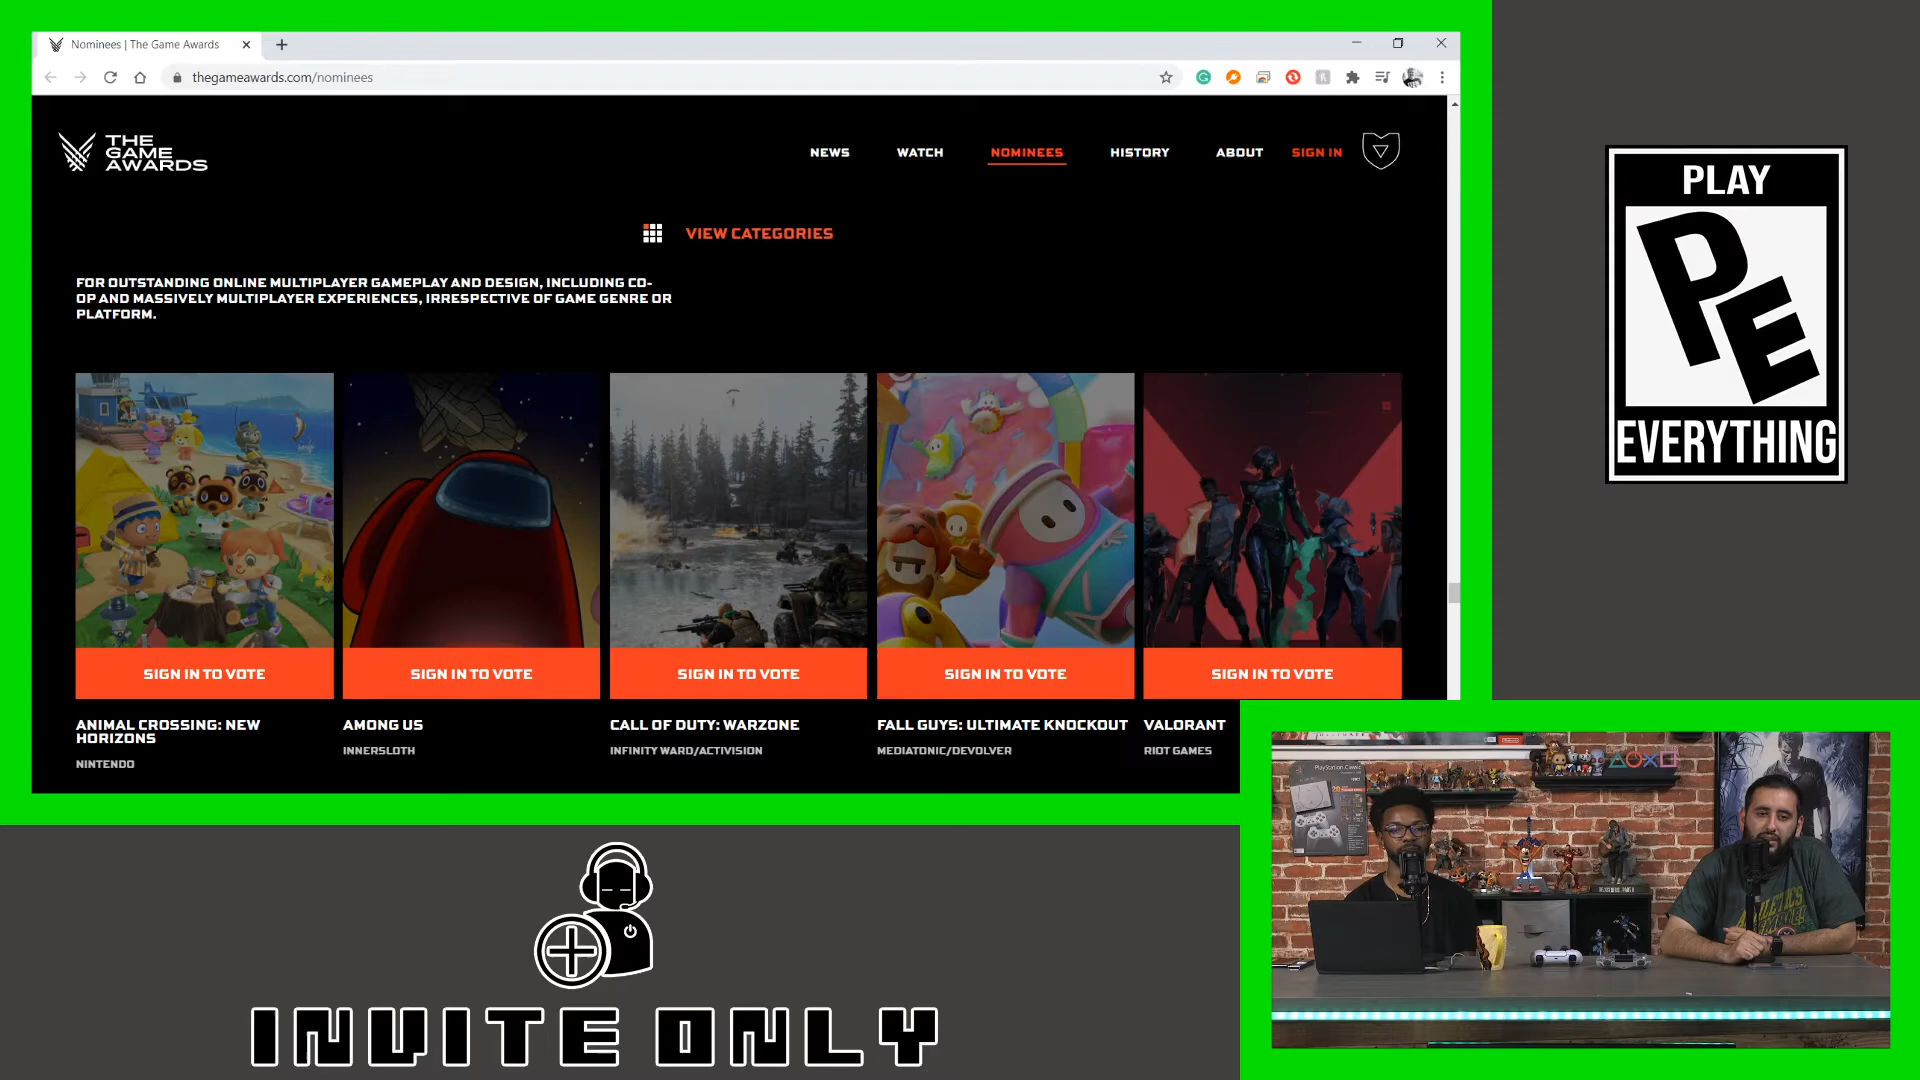 Nominees | The Game Awards
thegameawards.com/nominees
THE
GAME
AWARDS
NEWS
WATCH
NOMINEES
HISTORY
ABOUT
SIGN IN
VIEW CATEGORIES
FOR OUTSTANDING ONLINE MULTIPLAYER GAMEPLAY AND DESIGN, INCLUDING CO-
OP AND MASSIVELY MULTIPLAYER EXPERIENCES, IRRESPECTIVE OF GAME GENRE OR
PLATFORM.
SIGN IN TO VOTE
SIGN IN TO VOTE
SIGN IN TO VOTE
SIGN IN TO VOTE
SIGN IN TO VOTE
ANIMAL CROSSING: NEW
HORIZONS
NINTENDO
AMONG US
INNERSLOTH
CALL OF DUTY: WARZONE
INFINITY WARD/ACTIVISION
FALL GUYS: ULTIMATE KNOCKOUT
MEDIATONIC/DEVOLVER
VALORANT
RIOT GAMES
PLAY
PE
EVERYTHING
PlayStation Classic
INVITE ONLY